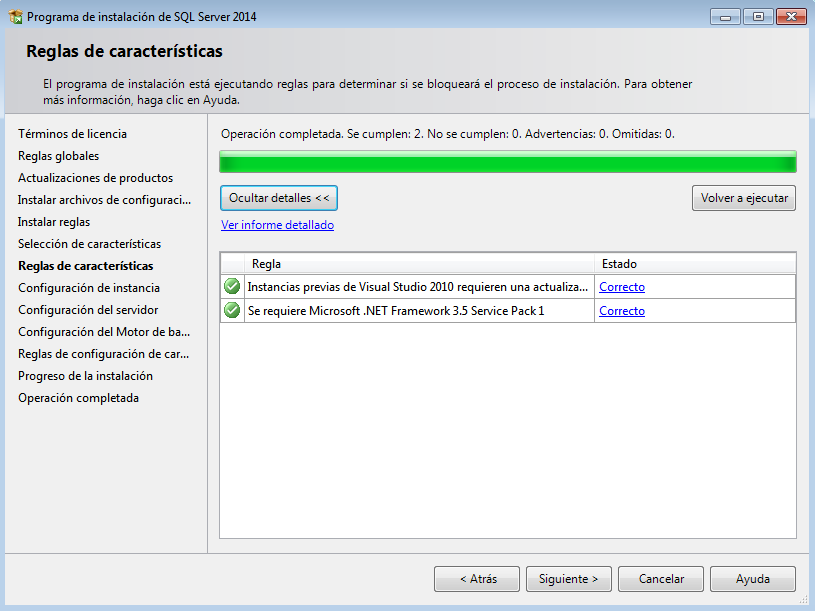 Programa de instalación de SQL Server 2014
Reglas de características
El programa de instalación está ejecutando reglas para determinar si se bloqueará el proceso de instalación. Para obtener
más información, haga clic en Ayuda.
Términos de licencia
Reglas globales
Actualizaciones de productos
Instalar archivos de configuraci...
Instalar reglas
Selección de características
Reglas de características
Configuración de instancia
Configuración del servidor
Configuración del Motor de ba...
Reglas de configuración de car...
Progreso de la instalación
Operación completada
Operación completada. Se cumplen: 2. No se cumplen: 0. Advertencias: 0. Omitidas: 0.
Ocultar detalles <<
Volver a ejecutar
Ver informe detallado
Regla Estado
Instancias previas de Visual Studio 2010 requieren una actualiza... Correcto
Se requiere Microsoft .NET Framework 3.5 Service Pack 1 Correcto
< Atrás Siguiente > Cancelar Ayuda